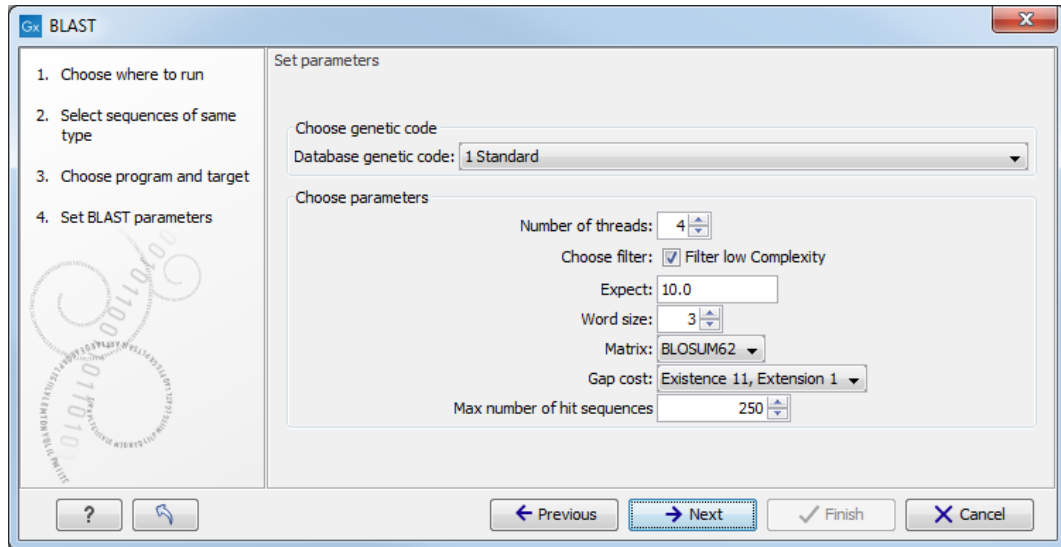 Gx BLAST
1. Choose where to run
2. Select sequences of same
type
3. Choose program and target
4. Set BLAST parameters
Set parameters
Choose genetic code
Database genetic code: 1 Standard
Choose parameters
Number of threads: 4
Choose filter: Filter low Complexity
Expect: 10.0
Word size: 3
Matrix: BLOSUM62
Gap cost: Existence 11, Extension 1
Max number of hit sequences 250
? Previous Next Finish Cancel